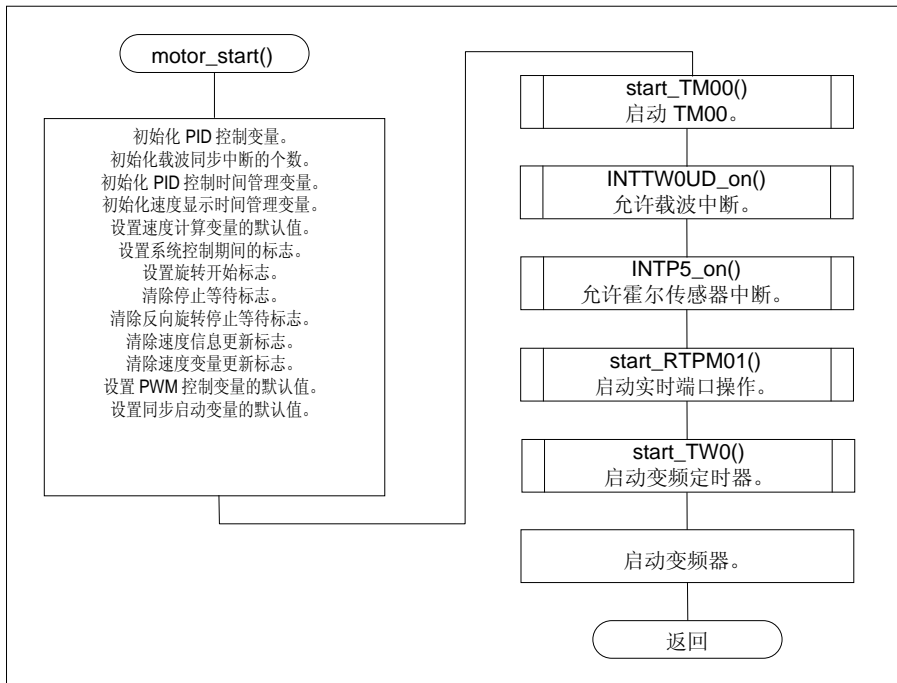 motor_start()
初始化 PID 控制变量。
初始化载波同步中断的个数。
初始化 PID 控制时间管理变量。
初始化速度显示时间管理变量。
设置速度计算变量的默认值。
设置系统控制期间的标志。
设置旋转开始标志。
清除停止等待标志。
清除反向旋转停止等待标志。
清除速度信息更新标志。
清除速度变量更新标志。
设置 PWM 控制变量的默认值。
设置同步启动变量的默认值。
start_TM00()
启动 TM00。
INTTW0UD_on()
允许载波中断。
INTP5_on()
允许霍尔传感器中断。
start_RTPM01()
启动实时端口操作。
start_TW0()
启动变频定时器。
启动变频器。
返回